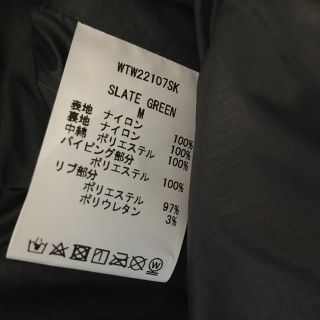 WTW22107SK
SLATE GREEN
M
表地 ナイロン 100%
裏地 ナイロン 100%
中綿 ポリエステル 100%
パイピング部分
ポリエステル 100%
リブ部分
ポリエステル 97%
ポリウレタン 3%